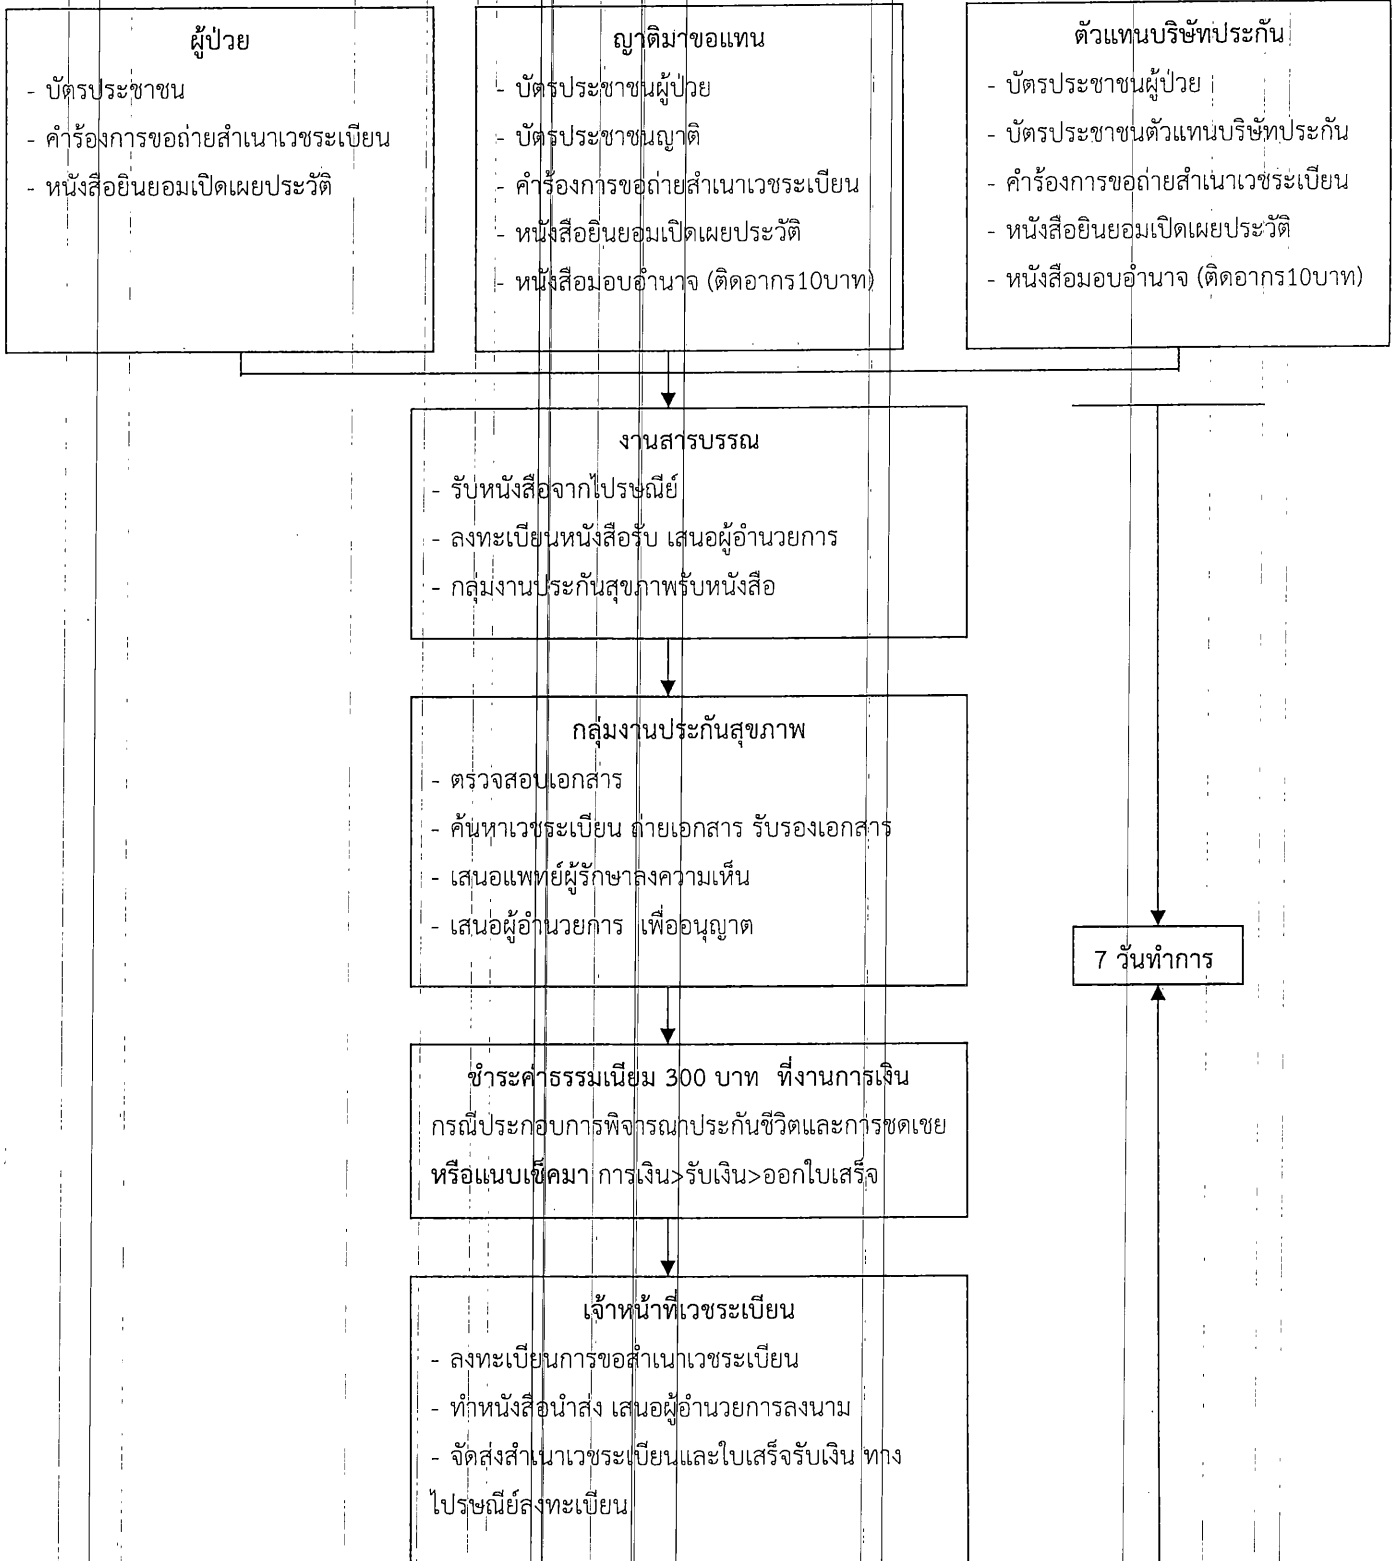 ผู้ป่วย
- บัตรประชาชน
- คำร้องการขอถ่ายสำเนาเวชระเบียน
- หนังสือยินยอมเปิดเผยประวัติ
ญาติมาขอแทน
- บัตรประชาชนผู้ป่วย
- บัตรประชาชนญาติ
- คำร้องการขอถ่ายสำเนาเวชระเบียน
- หนังสือยินยอมเปิดเผยประวัติ
- หนังสือมอบอำนาจ (ติดอากร10บาท)
ตัวแทนบริษัทประกัน
- บัตรประชาชนผู้ป่วย
- บัตรประชาชนตัวแทนบริษัทประกัน
- คำร้องการขอถ่ายสำเนาเวชระเบียน
- หนังสือยินยอมเปิดเผยประวัติ
- หนังสือมอบอำนาจ (ติดอากร10บาท)
งานสารบรรณ
- รับหนังสือจากไปรษณีย์
- ลงทะเบียนหนังสือรับ เสนอผู้อำนวยการ
- กลุ่มงานประกันสุขภาพรับหนังสือ
กลุ่มงานประกันสุขภาพ
- ตรวจสอบเอกสาร
- ค้นหาเวชระเบียน ถ่ายเอกสาร รับรองเอกสาร
- เสนอแพทย์ผู้รักษาลงความเห็น
- เสนอผู้อำนวยการ เพื่ออนุญาต
7 วันทำการ
ชำระค่าธรรมเนียม 300 บาท ที่งานการเงิน
กรณีประกอบการพิจารณาประกันชีวิตและการชดเชย
หรือแนบเช็คมา การเงิน>รับเงิน>ออกใบเสร็จ
เจ้าหน้าที่เวชระเบียน
- ลงทะเบียนการขอสำเนาเวชระเบียน
- ทำหนังสือนำส่ง เสนอผู้อำนวยการลงนาม
- จัดส่งสำเนาเวชระเบียนและใบเสร็จรับเงิน ทาง
ไปรษณีย์ลงทะเบียน